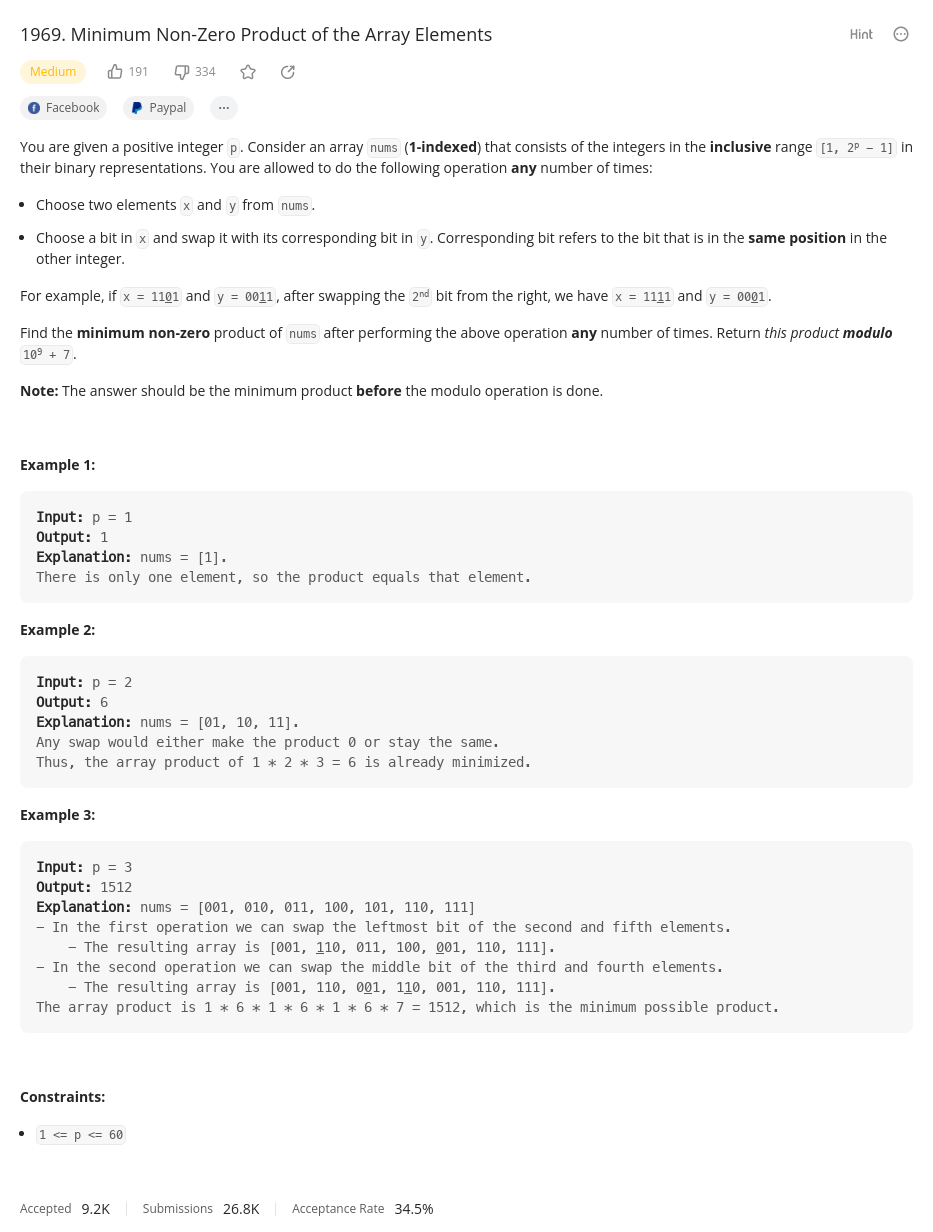 1969. Minimum Non-Zero Product of the Array Elements
Hint
Medium 191 334
Facebook Paypal ...
You are given a positive integer p. Consider an array nums (1-indexed) that consists of the integers in the inclusive range [1, 2ᵖ − 1] in
their binary representations. You are allowed to do the following operation any number of times:
• Choose two elements x and y from nums.
• Choose a bit in x and swap it with its corresponding bit in y. Corresponding bit refers to the bit that is in the same position in the
other integer.
For example, if x = 1101 and y = 0011, after swapping the 2ⁿᵈ bit from the right, we have x = 1111 and y = 0001.
Find the minimum non-zero product of nums after performing the above operation any number of times. Return this product modulo
10⁹ + 7.
Note: The answer should be the minimum product before the modulo operation is done.
Example 1:
Input: p = 1
Output: 1
Explanation: nums = [1].
There is only one element, so the product equals that element.
Example 2:
Input: p = 2
Output: 6
Explanation: nums = [01, 10, 11].
Any swap would either make the product 0 or stay the same.
Thus, the array product of 1 * 2 * 3 = 6 is already minimized.
Example 3:
Input: p = 3
Output: 1512
Explanation: nums = [001, 010, 011, 100, 101, 110, 111]
− In the first operation we can swap the leftmost bit of the second and fifth elements.
− The resulting array is [001, 110, 011, 100, 001, 110, 111].
− In the second operation we can swap the middle bit of the third and fourth elements.
− The resulting array is [001, 110, 001, 110, 001, 110, 111].
The array product is 1 * 6 * 1 * 6 * 1 * 6 * 7 = 1512, which is the minimum possible product.
Constraints:
• 1 <= p <= 60
Accepted 9.2K Submissions 26.8K Acceptance Rate 34.5%